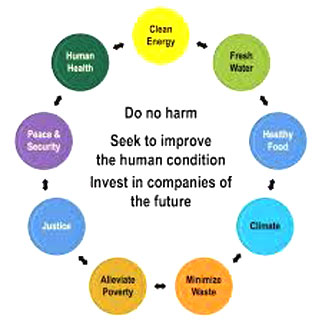 Clean
Energy
Fresh
Water
Healthy
Food
Climate
Minimize
Waste
Alleviate
Poverty
Justice
Peace &
Security
Human
Health
Do no harm
Seek to improve
the human condition
Invest in companies of
the future